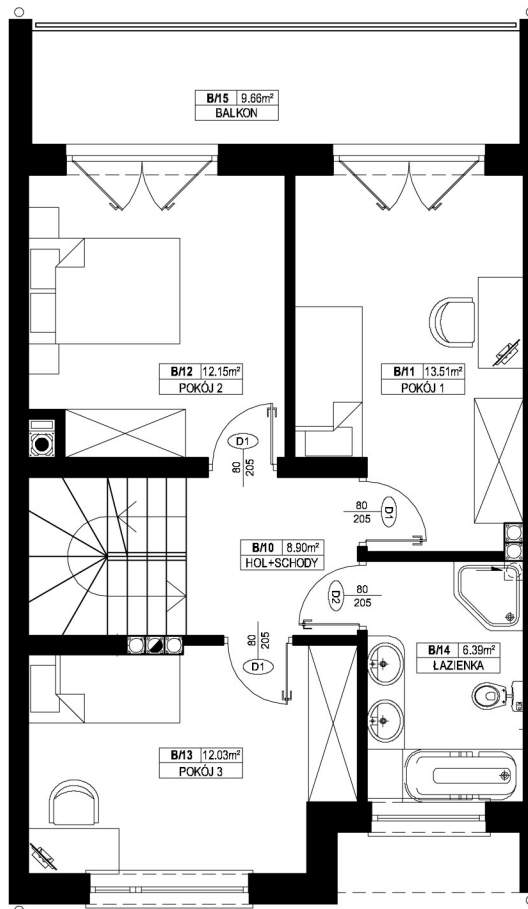 B/15 9.66m²
BALKON
B/12 12.15m²
POKÓJ 2
B/11 13.51m²
POKÓJ 1
D1
80
205
80
205
D1
B/10 8.90m²
HOL+SCHODY
D2
80
205
80
205
D1
B/14 6.39m²
ŁAZIENKA
B/13 12.03m²
POKÓJ 3